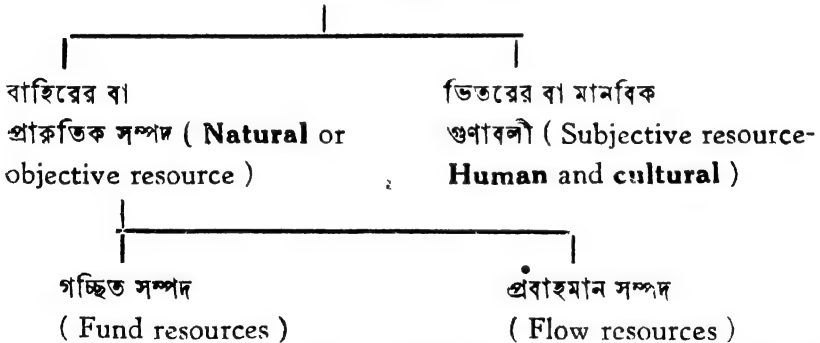 বাহিরের বা
প্রাকৃতিক সম্পদ ( Natural or
objective resource )
ভিতরের বা মানবিক
গুণাবলী ( Subjective resource-
Human and cultural )
গচ্ছিত সম্পদ
( Fund resources )
প্রবাহমান সম্পদ
( Flow resources )